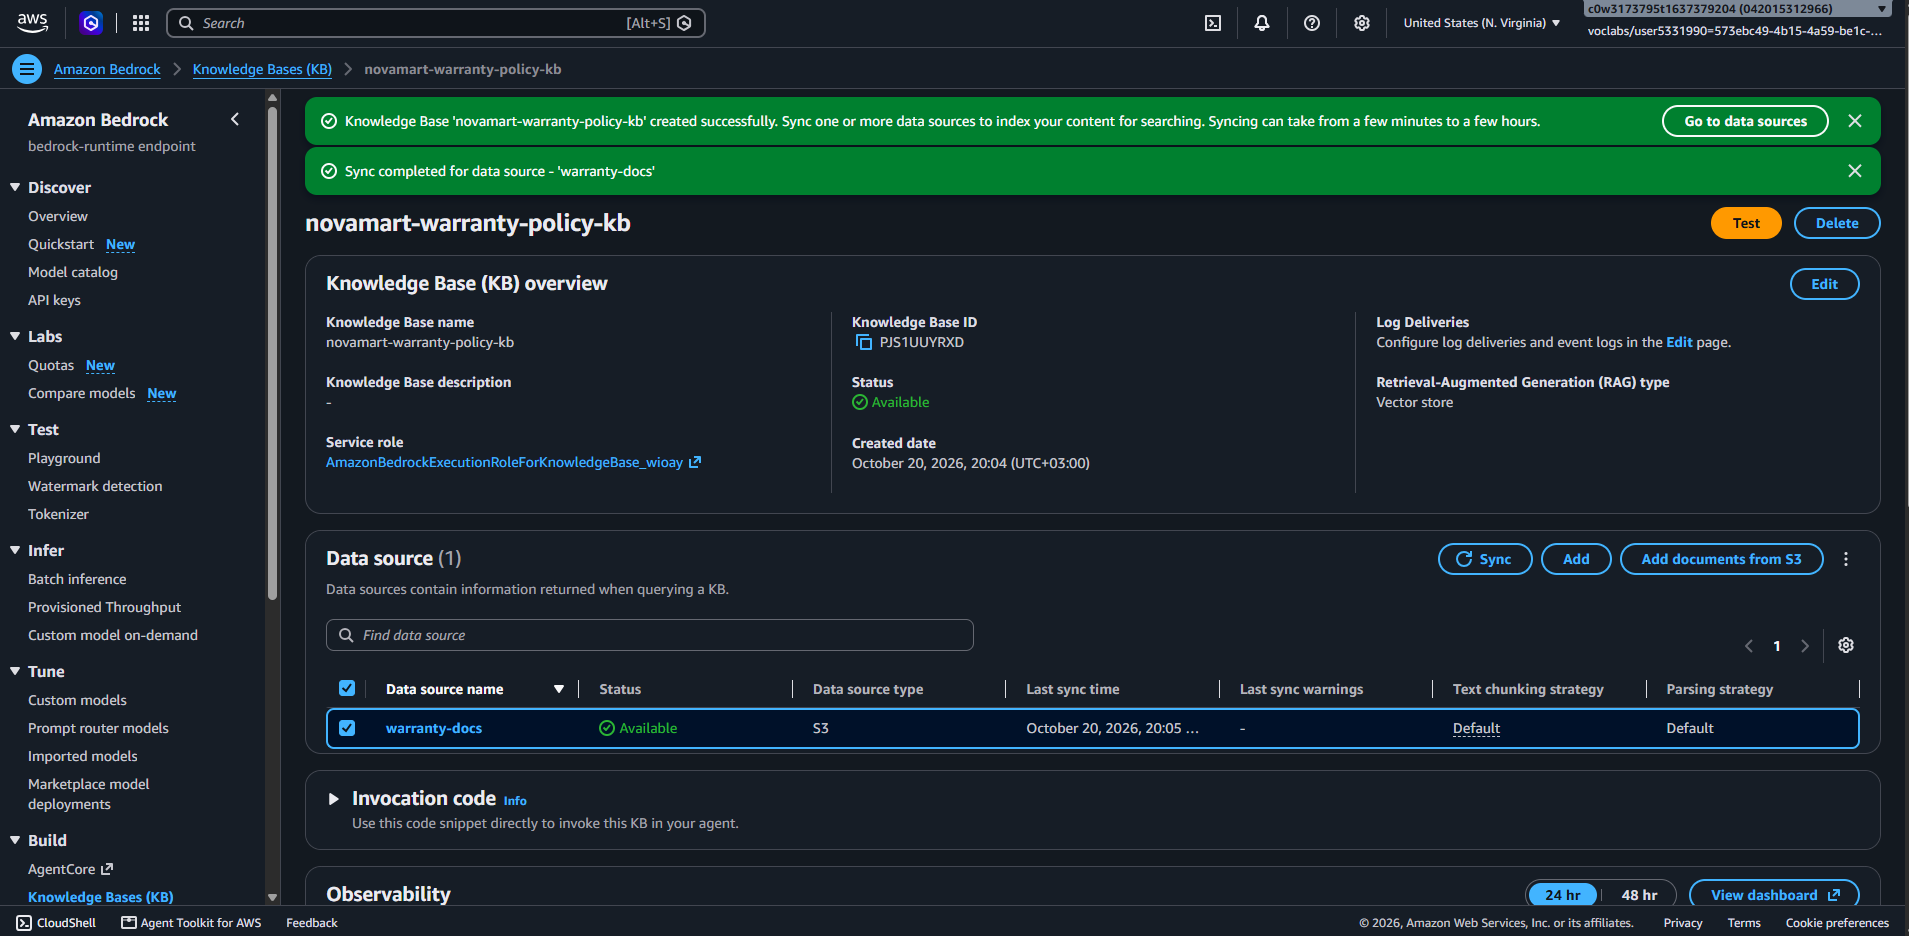 aws
Search [Alt+S]
United States (N. Virginia)
c0w3173795t1637379204 (042015312966)
voclabs/user5331990=573ebc49-4b15-4a59-be1c-...
Amazon Bedrock
Knowledge Bases (KB)
novamart-warranty-policy-kb
Amazon Bedrock
bedrock-runtime endpoint
Discover
Overview
Quickstart New
Model catalog
API keys
Labs
Quotas New
Compare models New
Test
Playground
Watermark detection
Tokenizer
Infer
Batch inference
Provisioned Throughput
Custom model on-demand
Tune
Custom models
Prompt router models
Imported models
Marketplace model
deployments
Build
AgentCore
Knowledge Bases (KB)
Knowledge Base 'novamart-warranty-policy-kb' created successfully. Sync one or more data sources to index your content for searching. Syncing can take from a few minutes to a few hours.
Go to data sources
Sync completed for data source - 'warranty-docs'
novamart-warranty-policy-kb
Test
Delete
Knowledge Base (KB) overview
Edit
Knowledge Base name
novamart-warranty-policy-kb
Knowledge Base description
-
Service role
AmazonBedrockExecutionRoleForKnowledgeBase_wioay
Knowledge Base ID
PJS1UUYRXD
Status
Available
Created date
October 20, 2026, 20:04 (UTC+03:00)
Log Deliveries
Configure log deliveries and event logs in the Edit page.
Retrieval-Augmented Generation (RAG) type
Vector store
Data source (1)
Sync
Add
Add documents from S3
Data sources contain information returned when querying a KB.
Find data source
1
Data source name Status Data source type Last sync time Last sync warnings Text chunking strategy Parsing strategy
warranty-docs Available S3 October 20, 2026, 20:05 ... - Default Default
Invocation code Info
Use this code snippet directly to invoke this KB in your agent.
Observability
24 hr
48 hr
View dashboard
CloudShell
Agent Toolkit for AWS
Feedback
© 2026, Amazon Web Services, Inc. or its affiliates.
Privacy
Terms
Cookie preferences